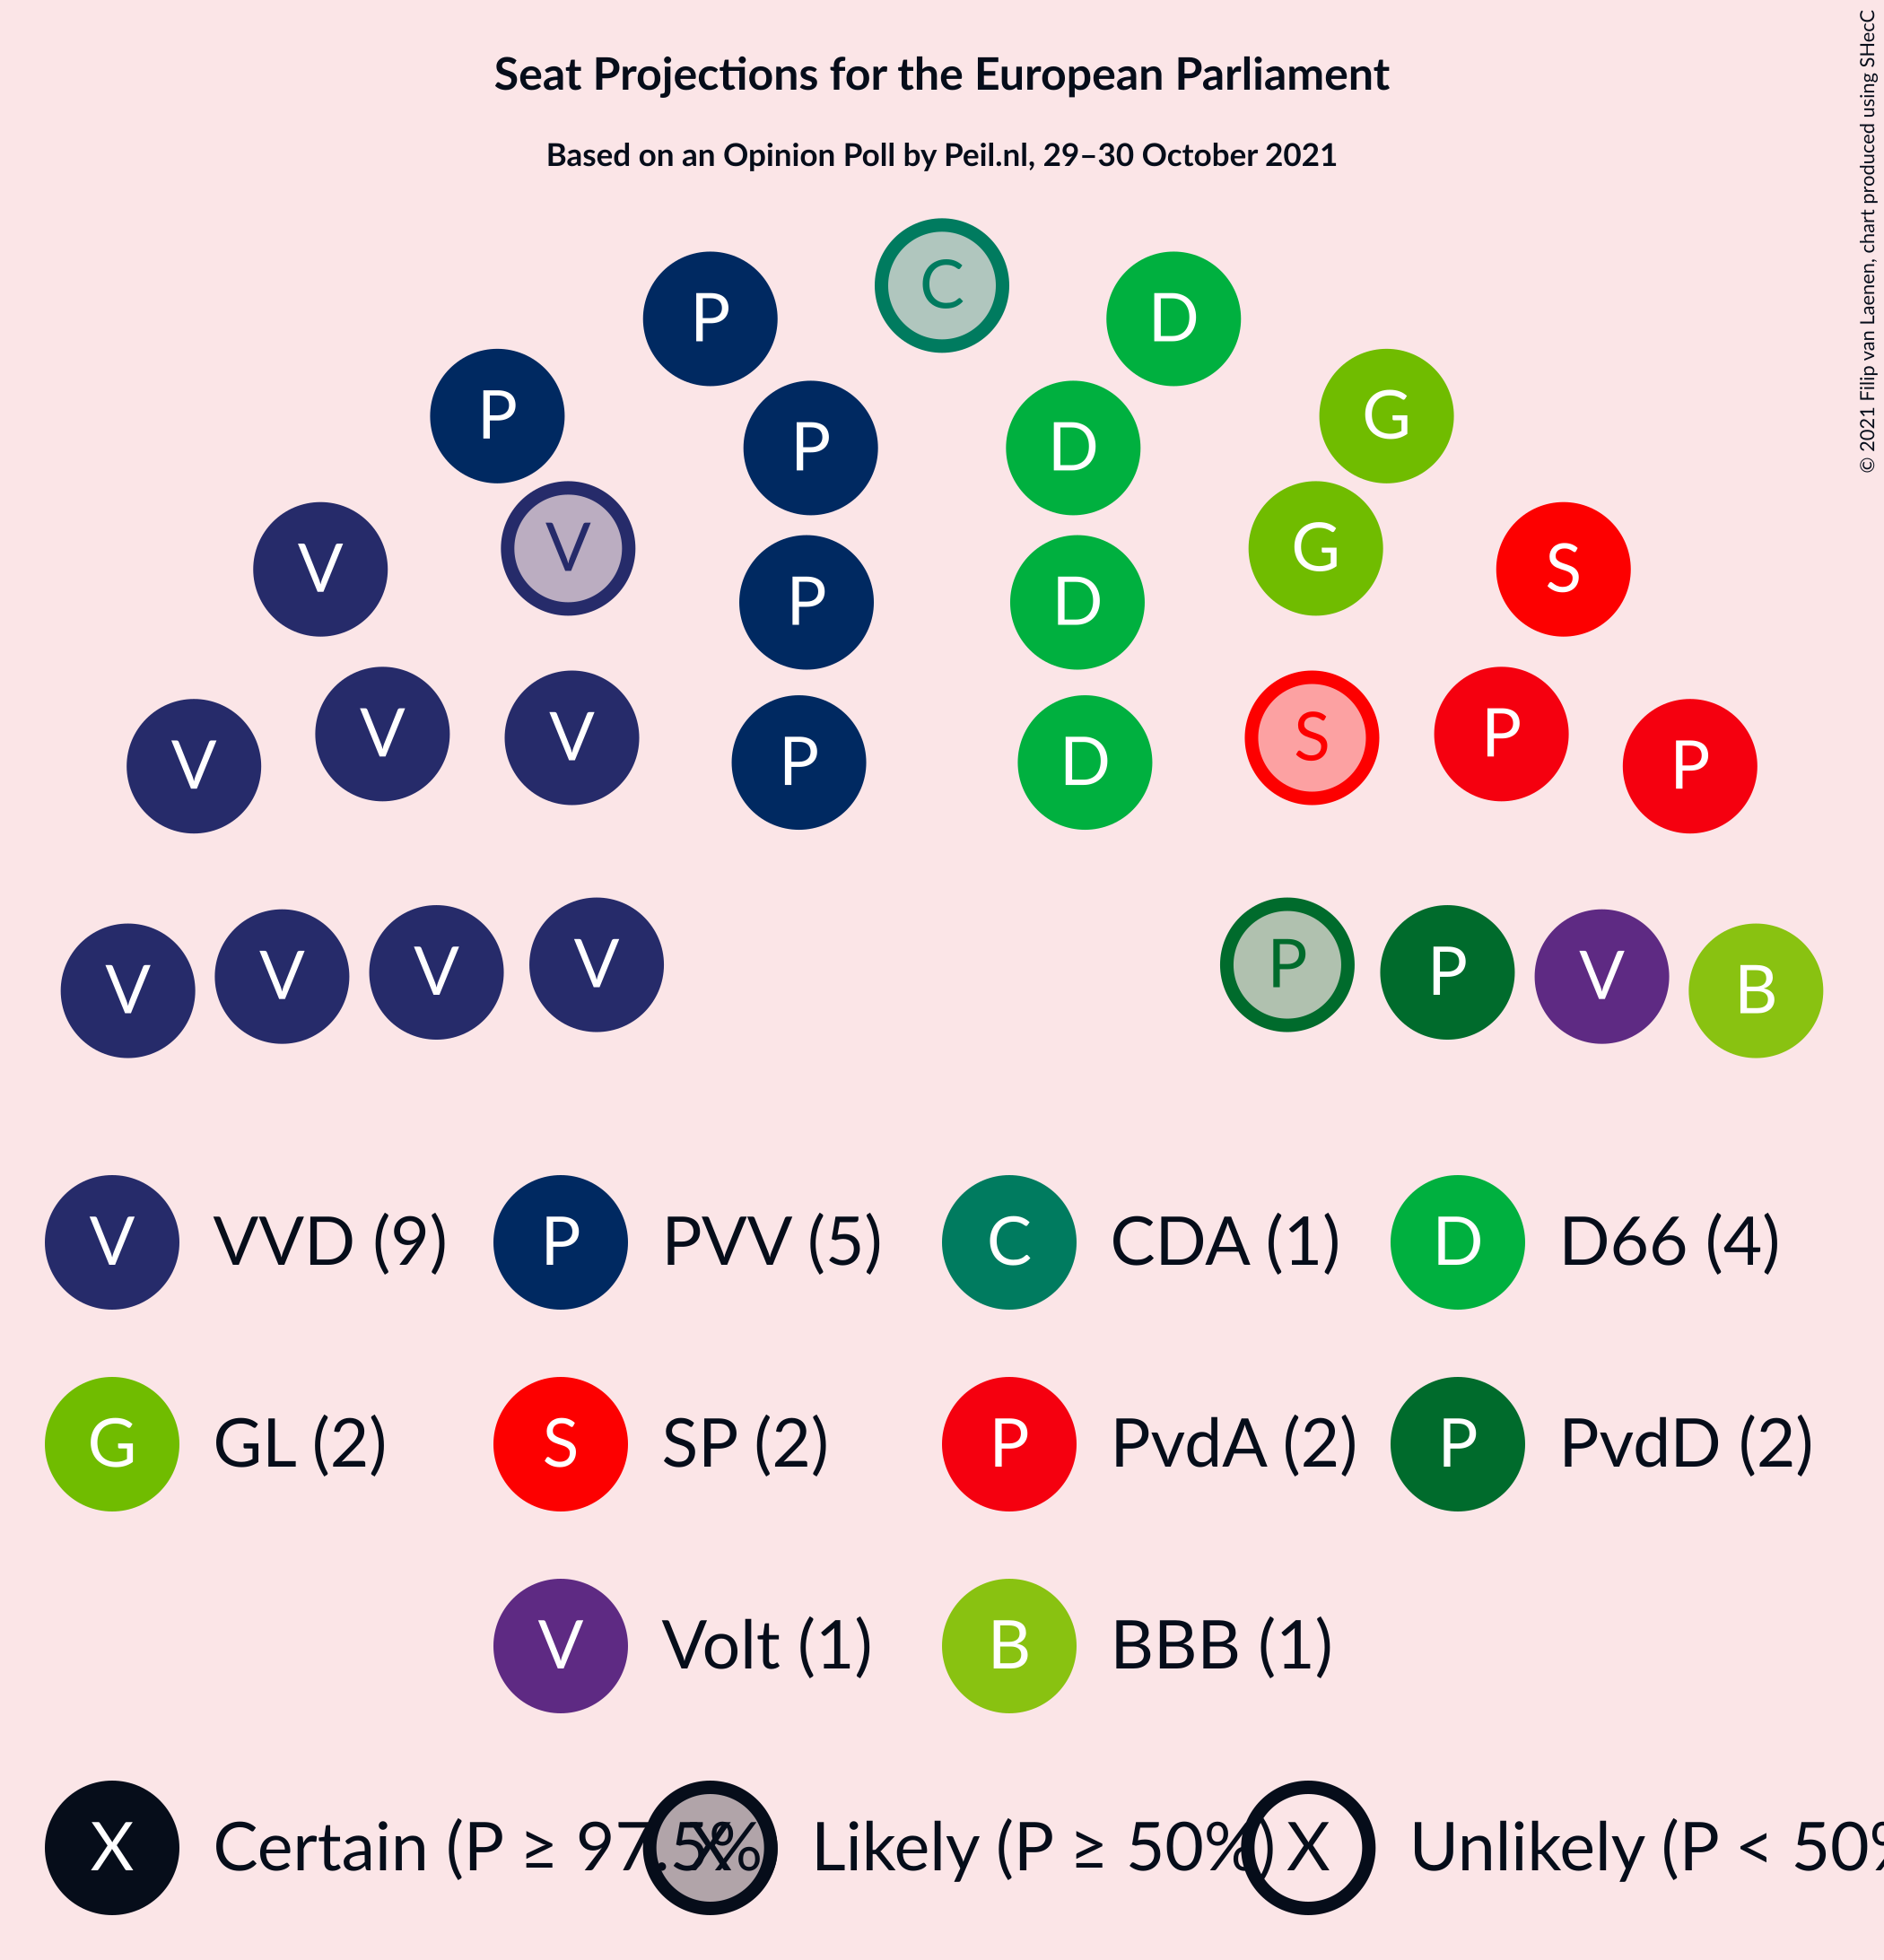 Seat Projections for the European Parliament
Based on an Opinion Poll by Peil.nl, 29–30 October 2021
© 2021 Filip van Laenen, chart produced using SHecC
C
P D
P G
P D
V G
V S
P D
V P
V S
V P
P D
V P
V B
V V
V P
V P
V VVD (9) P PVV (5) C CDA (1) D D66 (4)
G GL (2) S SP (2) P PvdA (2) P PvdD (2)
V Volt (1) B BBB (1)
X Certain (P ≥ 97.5% X Likely (P ≥ 50%) X Unlikely (P < 50%